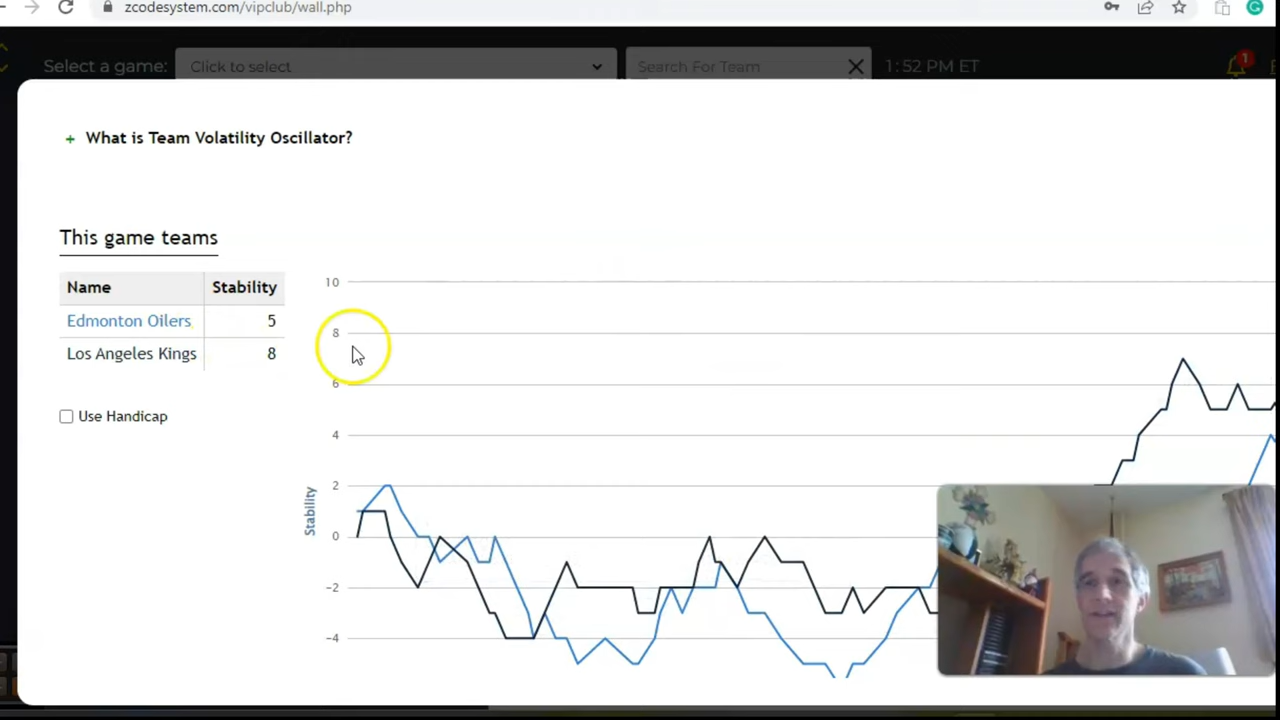 zcodesystem.com/vipclub/wall.php
Select a game: Click to select Search For Team 1:52 PM ET 1
+ What is Team Volatility Oscillator?
This game teams
Name Stability
Edmonton Oilers 5
Los Angeles Kings 8
Use Handicap
10
8
6
4
2
0
−2
−4
Stability